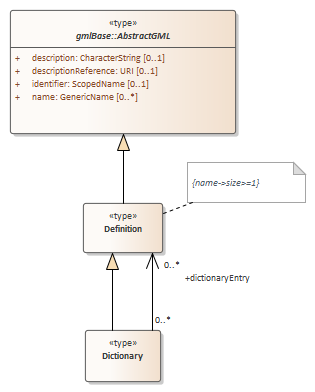 «type»
gmlBase::AbstractGML
+ description: CharacterString [0..1]
+ descriptionReference: URI [0..1]
+ identifier: ScopedName [0..1]
+ name: GenericName [0..*]
{name->size>=1}
«type»
Definition
0..*
+dictionaryEntry
0..*
«type»
Dictionary